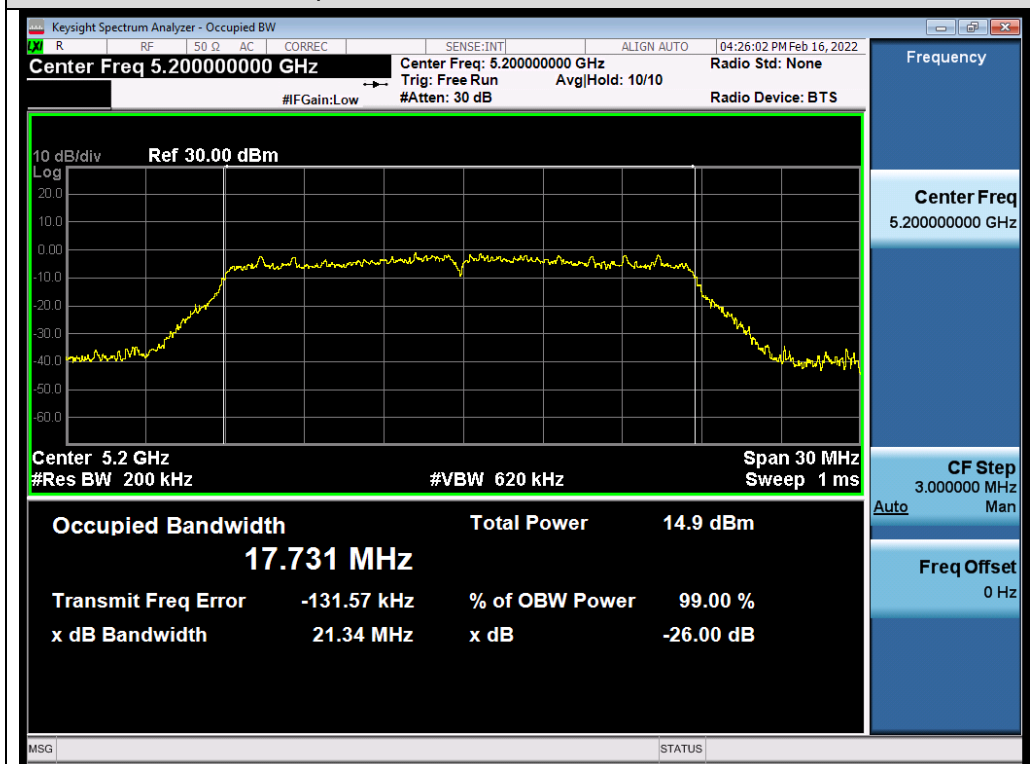 Keysight Spectrum Analyzer - Occupied BW
LXI R RF 50 Ω AC CORREC SENSE:INT ALIGN AUTO 04:26:02 PM Feb 16, 2022
Center Freq 5.200000000 GHz
Center Freq: 5.200000000 GHz
Radio Std: None
Trig: Free Run Avg|Hold: 10/10
#IFGain:Low
#Atten: 30 dB
Radio Device: BTS
10 dB/div Ref 30.00 dBm
Log
20.0
10.0
0.00
-10.0
-20.0
-30.0
-40.0
-50.0
-60.0
Center 5.2 GHz Span 30 MHz
#Res BW 200 kHz #VBW 620 kHz Sweep 1 ms
Occupied Bandwidth Total Power 14.9 dBm
17.731 MHz
Transmit Freq Error -131.57 kHz % of OBW Power 99.00 %
x dB Bandwidth 21.34 MHz x dB -26.00 dB
Frequency
Center Freq
5.200000000 GHz
CF Step
3.000000 MHz
Auto Man
Freq Offset
0 Hz
MSG STATUS